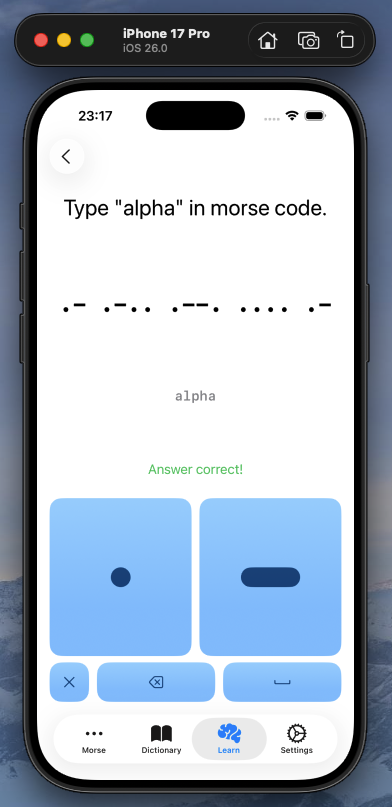 iPhone 17 Pro
iOS 26.0
23:17
Type "alpha" in morse code.
.- .-.. .--. .... .-
alpha
Answer correct!
Morse
Dictionary
Learn
Settings